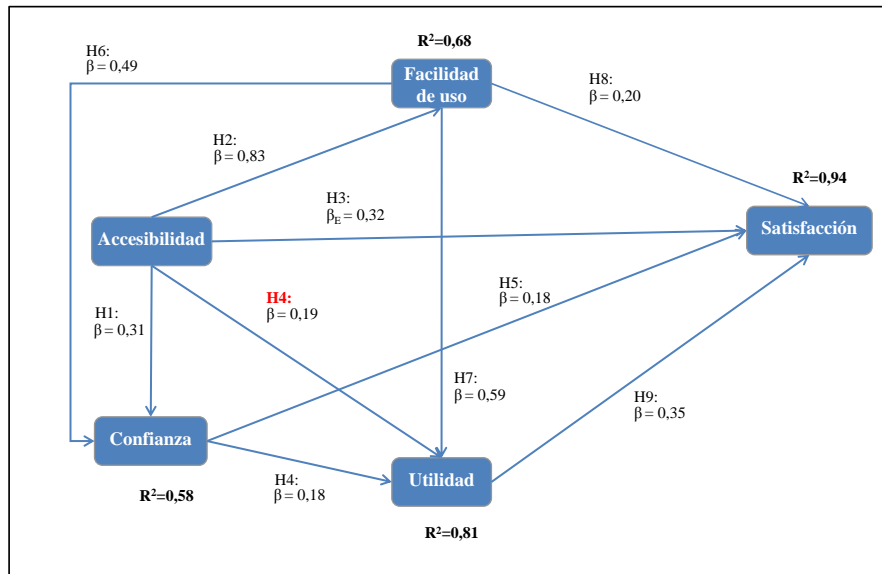 R²=0,68
H6:
β = 0,49
Facilidad
de uso
H8:
β = 0,20
H2:
β = 0,83
R²=0,94
H3:
βE = 0,32
Accesibilidad
Satisfacción
H4:
β = 0,19
H5:
β = 0,18
H1:
β = 0,31
H7:
β = 0,59
H9:
β = 0,35
Confianza
H4:
β = 0,18
Utilidad
R²=0,58
R²=0,81